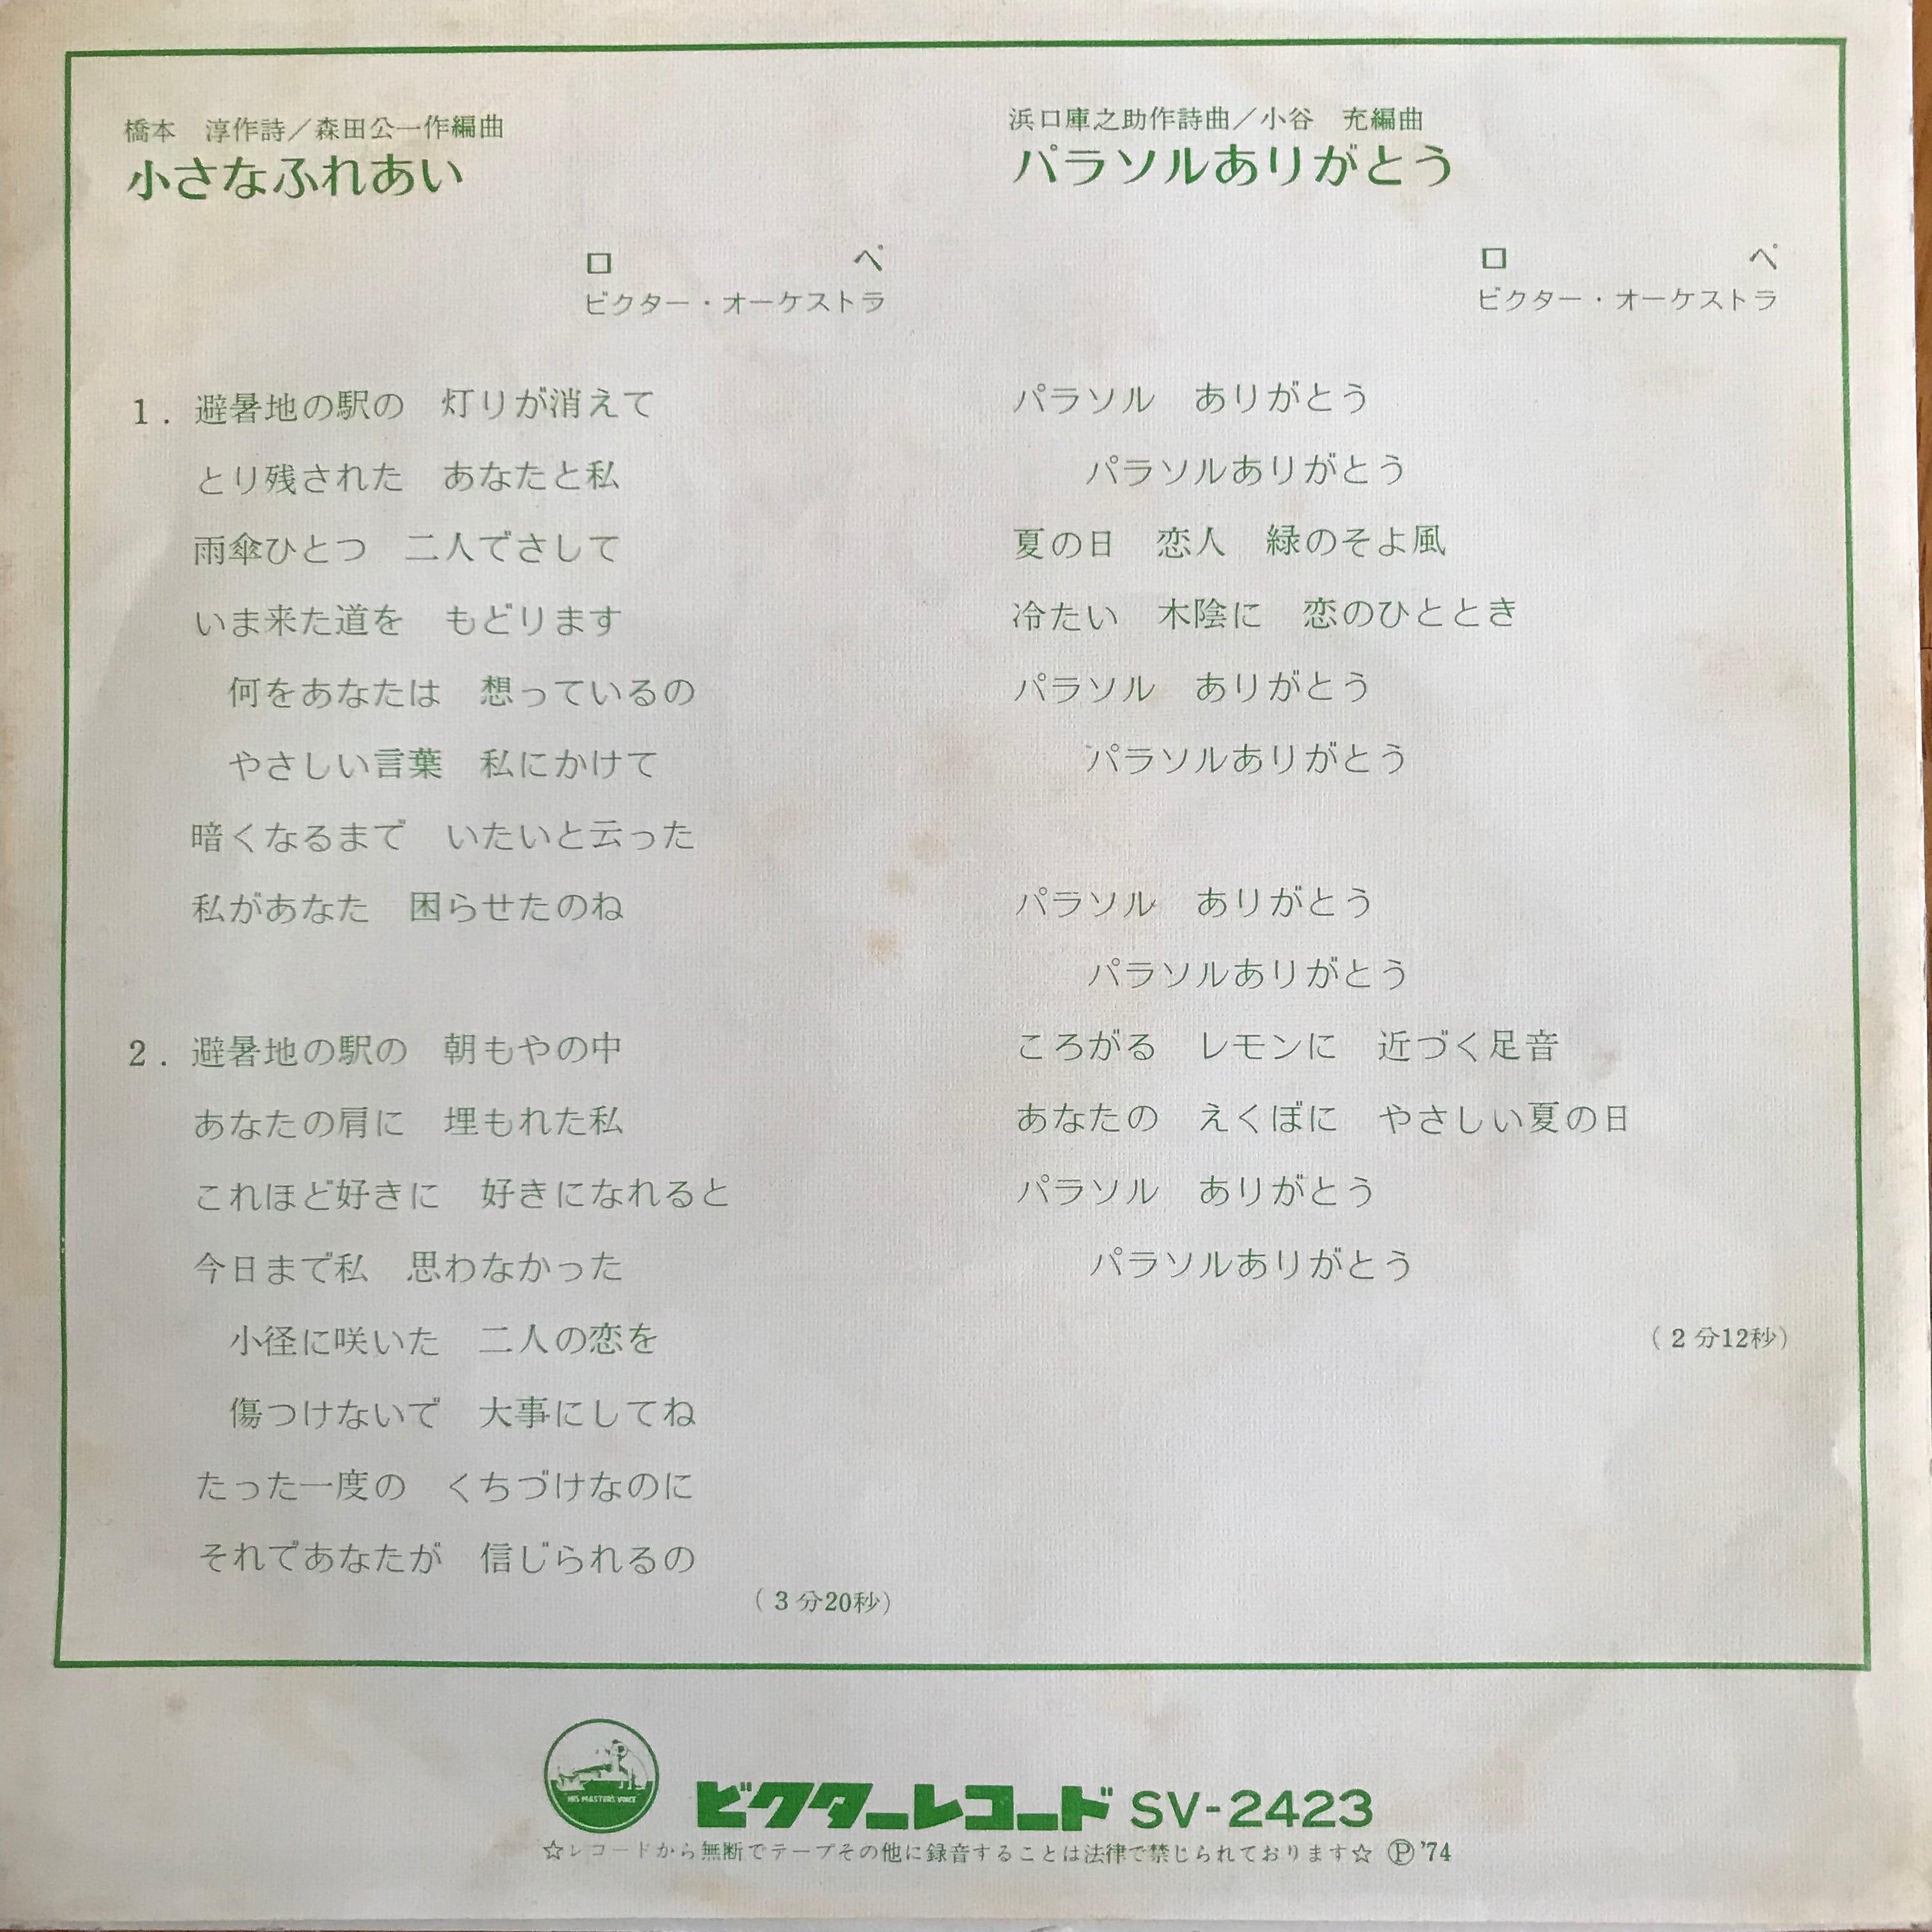 橋本　淳作詩／森田公一作編曲
小さなふれあい
ロ　ペ
ビクター・オーケストラ
1. 避暑地の駅の　灯りが消えて
とり残された　あなたと私
雨傘ひとつ　二人でさして
いま来た道を　もどります
何をあなたは　想っているの
やさしい言葉　私にかけて
暗くなるまで　いたいと云った
私があなた　困らせたのね
2. 避暑地の駅の　朝もやの中
あなたの肩に　埋もれた私
これほど好きに　好きになれると
今日まで私　思わなかった
小径に咲いた　二人の恋を
傷つけないで　大事にしてね
たった一度の　くちづけなのに
それであなたが　信じられるの
（3分20秒）
浜口庫之助作詩曲／小谷　充編曲
パラソルありがとう
ロ　ペ
ビクター・オーケストラ
パラソル　ありがとう
パラソルありがとう
夏の日　恋人　緑のそよ風
冷たい　木陰に　恋のひととき
パラソル　ありがとう
パラソルありがとう
パラソル　ありがとう
パラソルありがとう
ころがる　レモンに　近づく足音
あなたの　えくぼに　やさしい夏の日
パラソル　ありがとう
パラソルありがとう
（2分12秒）
HIS MASTER'S VOICE
ビクターレコード SV-2423
☆レコードから無断でテープその他に録音することは法律で禁じられております☆ Ⓟ'74